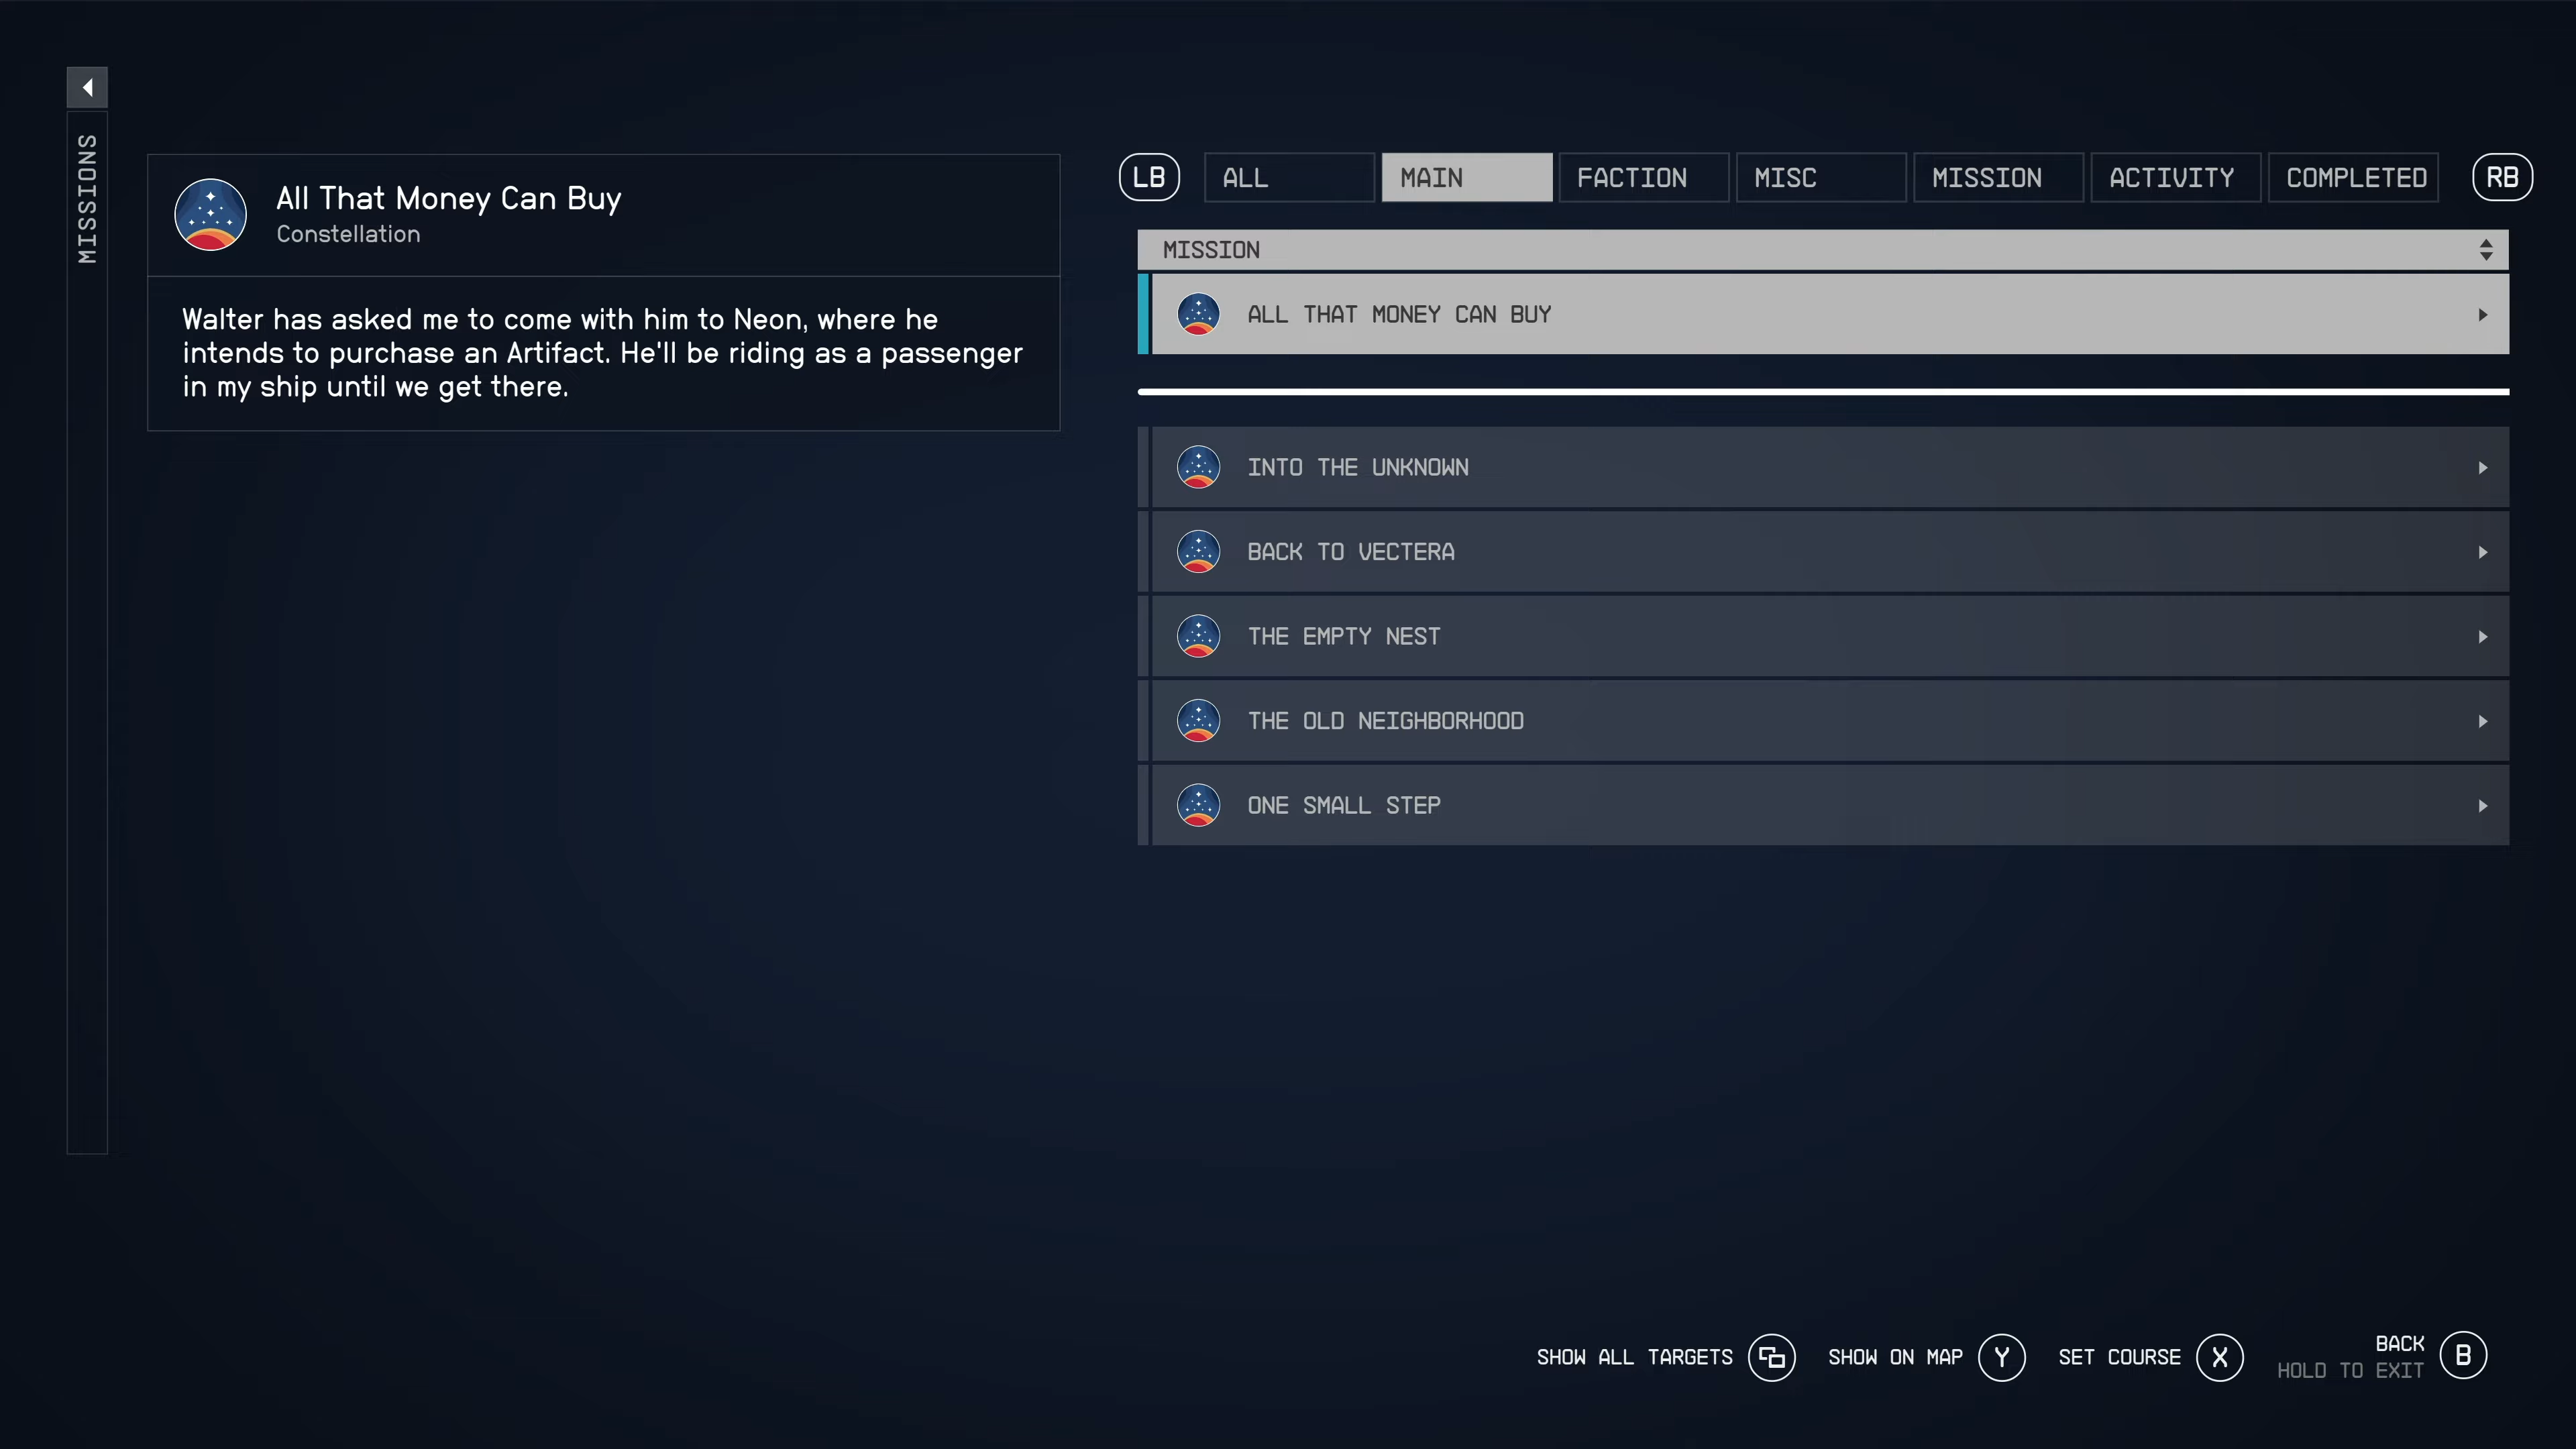 MISSIONS
All That Money Can Buy
Constellation
Walter has asked me to come with him to Neon, where he
intends to purchase an Artifact. He'll be riding as a passenger
in my ship until we get there.
LB ALL MAIN FACTION MISC MISSION ACTIVITY COMPLETED RB
MISSION
ALL THAT MONEY CAN BUY
INTO THE UNKNOWN
BACK TO VECTERA
THE EMPTY NEST
THE OLD NEIGHBORHOOD
ONE SMALL STEP
SHOW ALL TARGETS SHOW ON MAP Y SET COURSE X BACK B
HOLD TO EXIT